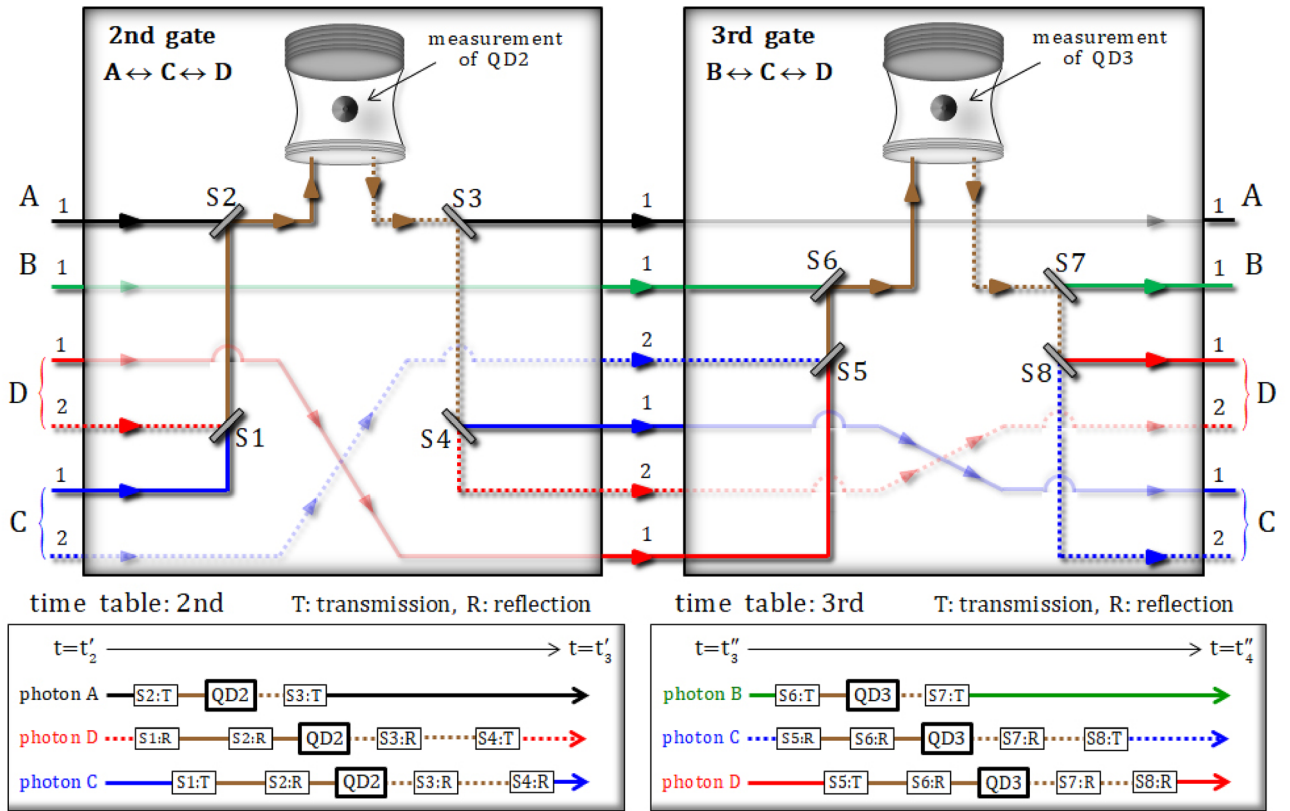 2nd gate
A ↔ C ↔ D
measurement
of QD2
3rd gate
B ↔ C ↔ D
measurement
of QD3
A 1 S2 S3 1 1 A
B 1 1 S6 S7 1 B
D 1 2 S5 S8 1 D
2 S1 S4 1 2
C 1 2 1 C
2 1 2
time table: 2nd T: transmission, R: reflection
t=t′₂ t=t′₃
photon A S2:T QD2 S3:T
photon D S1:R S2:R QD2 S3:R S4:T
photon C S1:T S2:R QD2 S3:R S4:R
time table: 3rd T: transmission, R: reflection
t=t″₃ t=t″₄
photon B S6:T QD3 S7:T
photon C S5:R S6:R QD3 S7:R S8:T
photon D S5:T S6:R QD3 S7:R S8:R